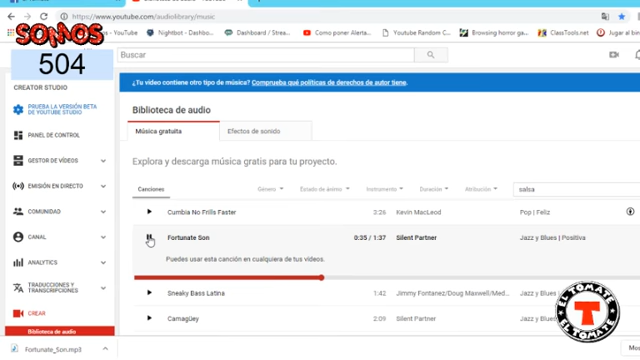 https://www.youtube.com/audiolibrary/music
YouTube
Nightbot - Dashboard
Dashboard / Strea...
Como poner Alerta...
YouTube Random C...
Browsing horror gam...
ClassTools.net
Jugar al bin
SOMOS
504
Buscar
CREATOR STUDIO
¿Tu vídeo contiene otro tipo de música? Comprueba qué políticas de derechos de autor tiene.
PRUEBA LA VERSIÓN BETA
DE YOUTUBE STUDIO
Biblioteca de audio
PANEL DE CONTROL
Música gratuita
Efectos de sonido
GESTOR DE VÍDEOS
Explora y descarga música gratis para tu proyecto.
EMISIÓN EN DIRECTO
Canciones
Género
Estado de ánimo
Instrumento
Duración
Atribución
salsa
COMUNIDAD
Cumbia No Frills Faster
3:26
Kevin MacLeod
Pop | Feliz
CANAL
Fortunate Son
0:35 / 1:37
Silent Partner
Jazz y Blues | Positiva
Puedes usar esta canción en cualquiera de tus vídeos.
ANALYTICS
TRADUCCIONES Y
TRANSCRIPCIONES
Sneaky Bass Latina
1:42
Jimmy Fontanez/Doug Maxwell/Med...
Jazz y Blues
CREAR
Camagüey
2:09
Silent Partner
Biblioteca de audio
EL TOMATE
T
EL TOMATE
Fortunate_Son.mp3